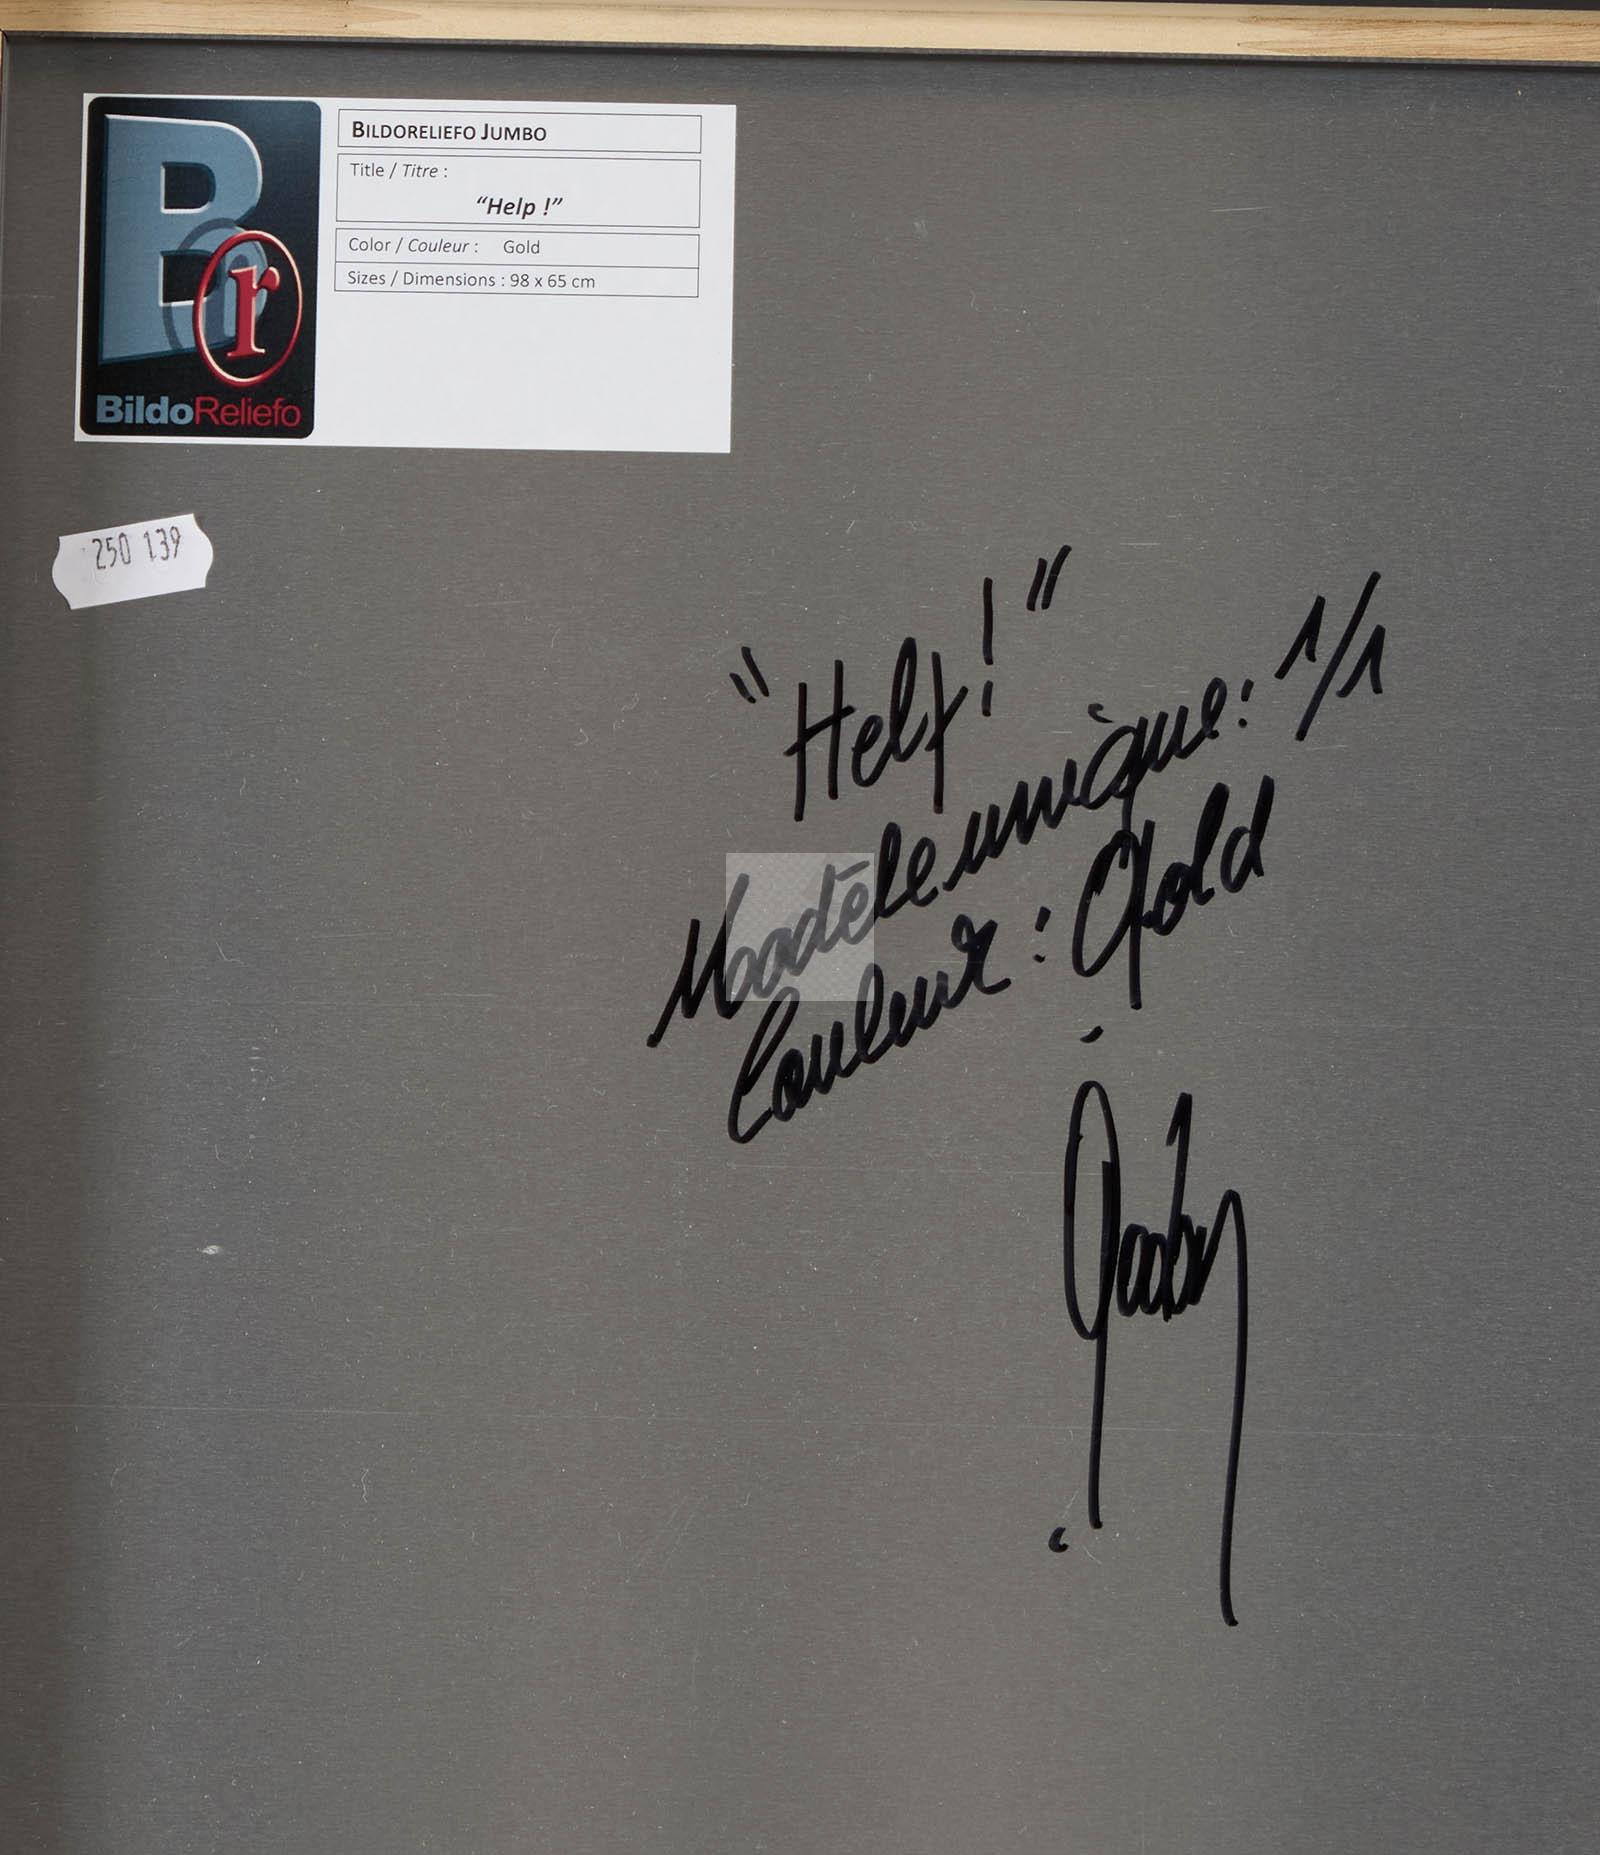 Br
BildoReliefo
BILDORELIEFO JUMBO
Title / Titre :
“Help !”
Color / Couleur : Gold
Sizes / Dimensions : 98 x 65 cm
250 139
"Help!"
Modèle unique: 1/1
Couleur: Gold